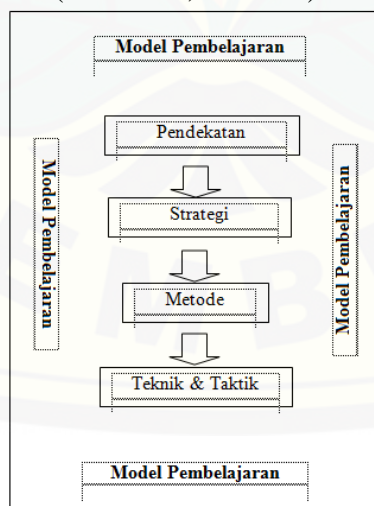 Model Pembelajaran
Pendekatan
Strategi
Model Pembelajaran
Model Pembelajaran
Metode
Teknik & Taktik
Model Pembelajaran